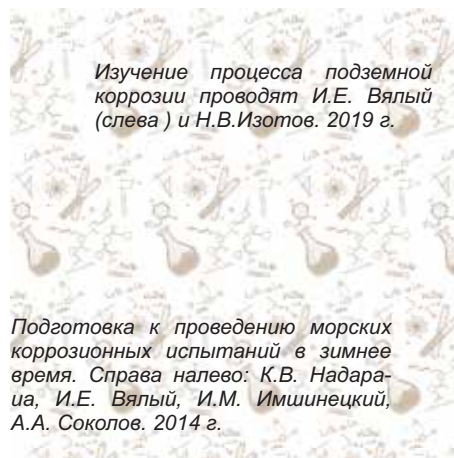 Изучение процесса подземной
коррозии проводят И.Е. Вялый
(слева ) и Н.В.Изотов. 2019 г.
Подготовка к проведению морских
коррозионных испытаний в зимнее
время. Справа налево: К.В. Надара-
иа, И.Е. Вялый, И.М. Имшинецкий,
А.А. Соколов. 2014 г.